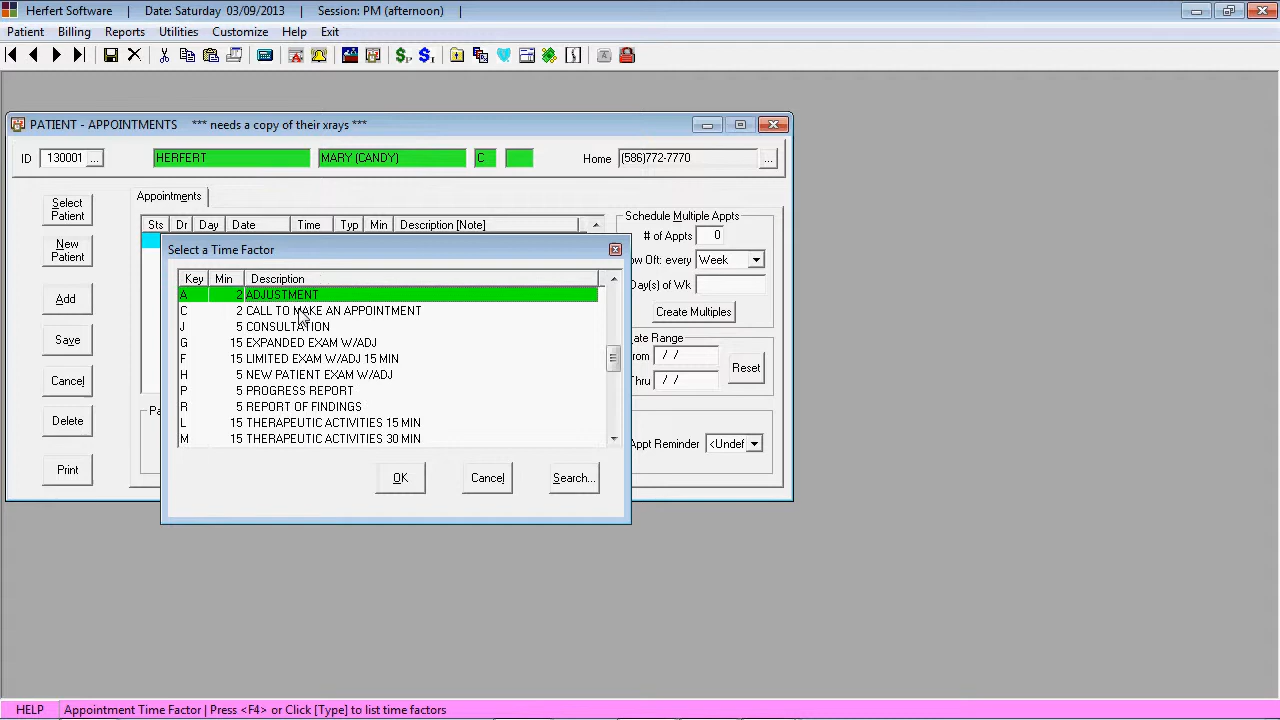 Herfert Software | Date: Saturday 03/09/2013 | Session: PM (afternoon) |
Patient Billing Reports Utilities Customize Help Exit
PATIENT - APPOINTMENTS *** needs a copy of their xrays ***
ID 131001 ... HERFERT MARY (CANDY) C Home (586)772-7770 ...
Select Patient
New Patient
Add
Save
Cancel
Delete
Print
Appointments
Sts Dr Day Date Time Typ Min Description [Note]
Schedule Multiple Appts
# of Appts 0
ow Oft: every Week
Day(s) of Wk
Create Multiples
ate Range
From / /
Thru / /
Reset
Appt Reminder <Undef
Pa
Select a Time Factor
Key Min Description
A 2 ADJUSTMENT
C 2 CALL TO MAKE AN APPOINTMENT
J 5 CONSULTATION
G 15 EXPANDED EXAM W/ADJ
F 15 LIMITED EXAM W/ADJ 15 MIN
H 5 NEW PATIENT EXAM W/ADJ
P 5 PROGRESS REPORT
R 5 REPORT OF FINDINGS
L 15 THERAPEUTIC ACTIVITIES 15 MIN
M 15 THERAPEUTIC ACTIVITIES 30 MIN
OK Cancel Search...
HELP Appointment Time Factor | Press <F4> or Click [Type] to list time factors